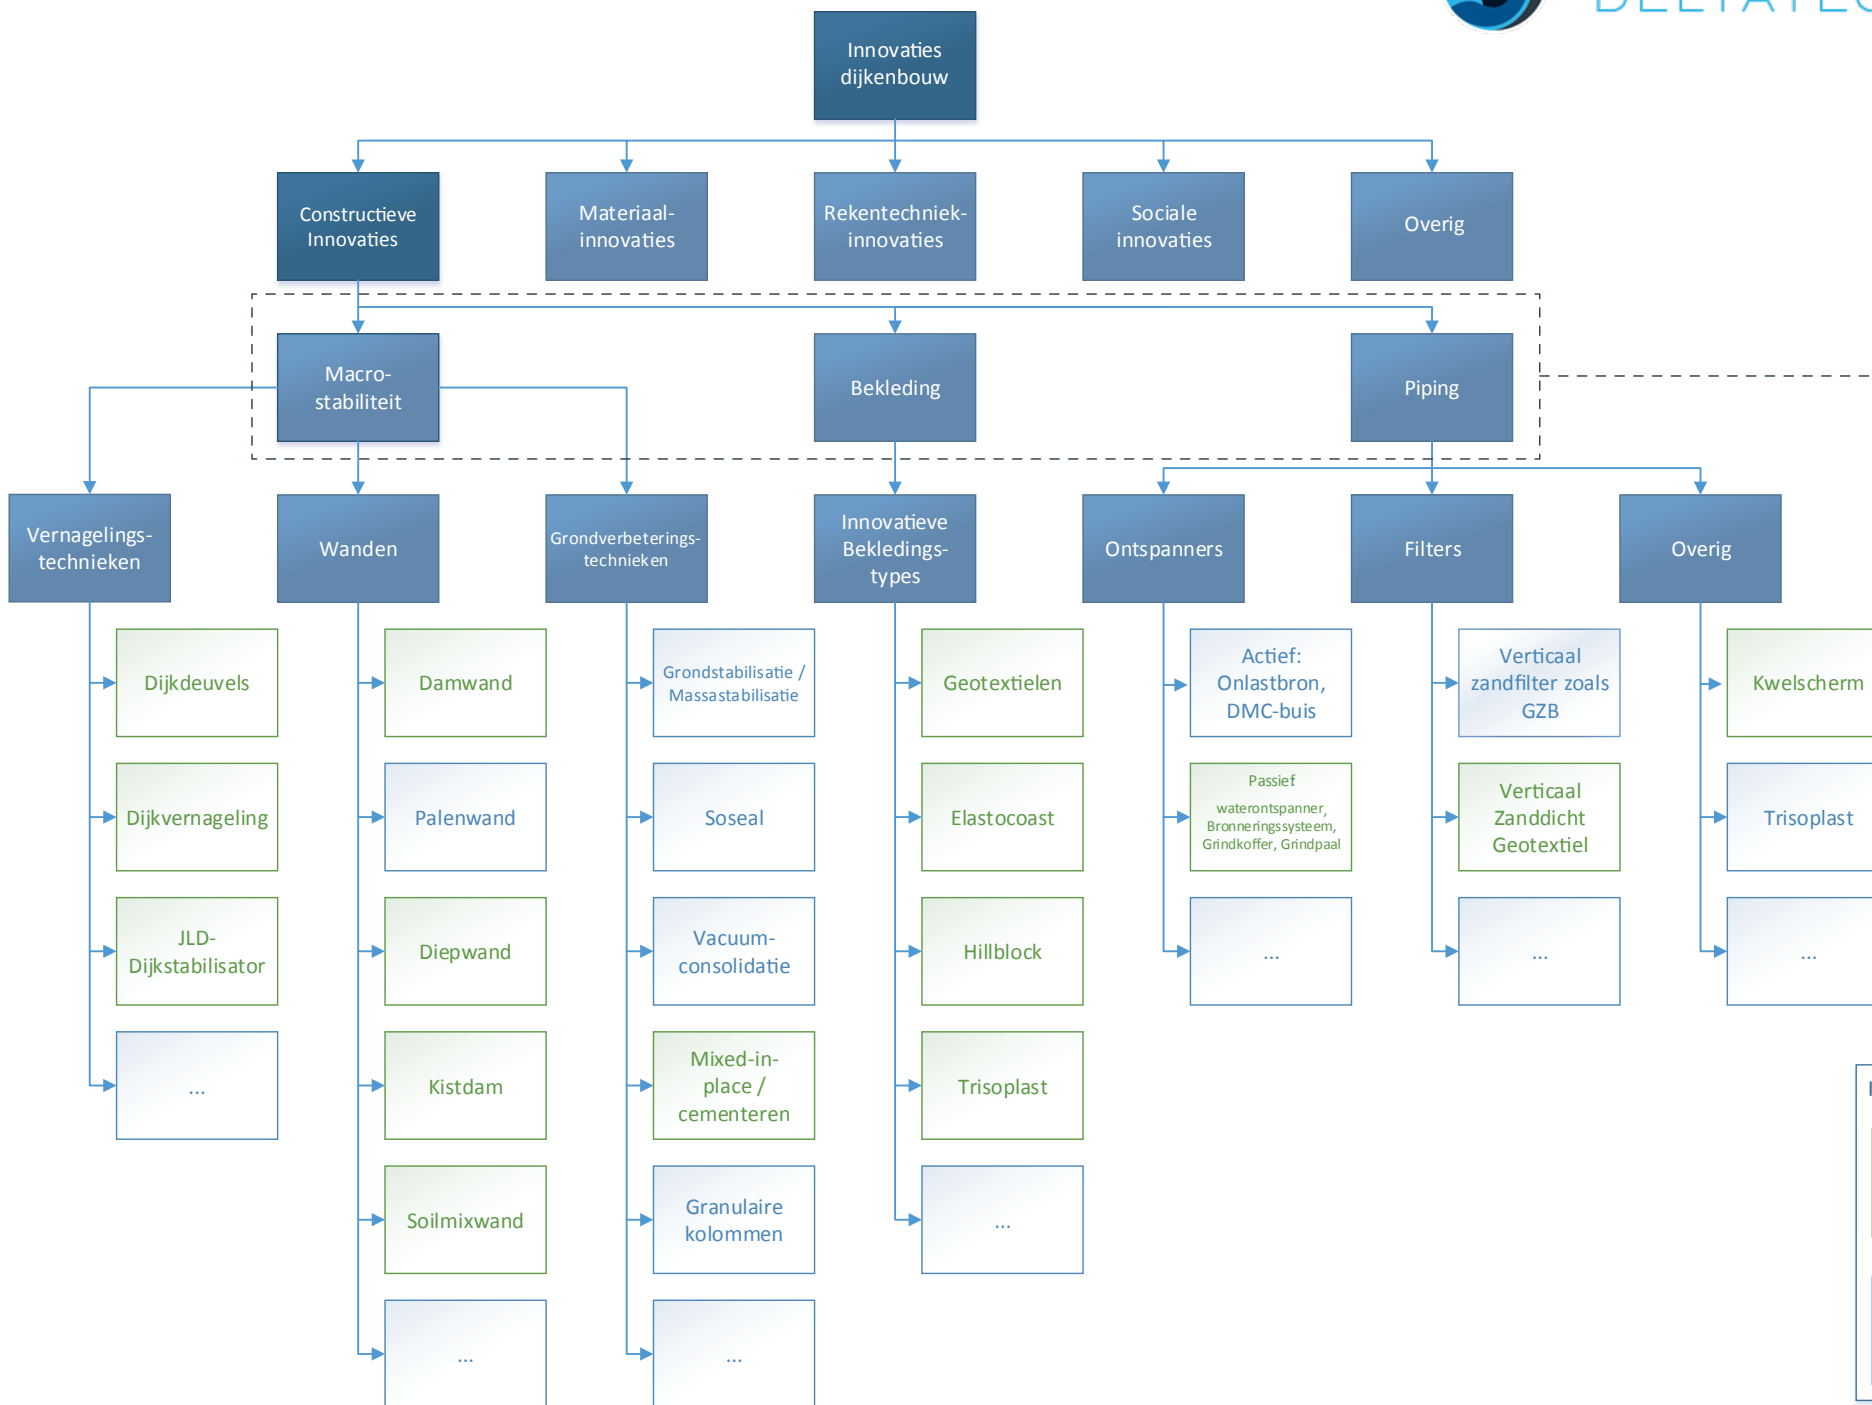 Innovaties
dijkenbouw
Constructieve
Innovaties
Materiaal-
innovaties
Rekentechniek-
innovaties
Sociale
innovaties
Overig
Macro-
stabiliteit
Bekleding
Piping
Vernagelings-
technieken
Wanden
Grondverbeterings-
technieken
Innovatieve
Bekledings-
types
Ontspanners
Filters
Overig
Dijkdeuvels
Dijkvernageling
JLD-
Dijkstabilisator
...
Damwand
Palenwand
Diepwand
Kistdam
Soilmixwand
...
Grondstabilisatie /
Massastabilisatie
Soseal
Vacuum-
consolidatie
Mixed-in-
place /
cementeren
Granulaire
kolommen
...
Geotextielen
Elastocoast
Hillblock
Trisoplast
...
Actief:
Onlastbron,
DMC-buis
Passief
waterontspanner,
Bronneringssysteem,
Grindkoffer, Grindpaal
...
Verticaal
zandfilter zoals
GZB
Verticaal
Zanddicht
Geotextiel
...
Kwelscherm
Trisoplast
...